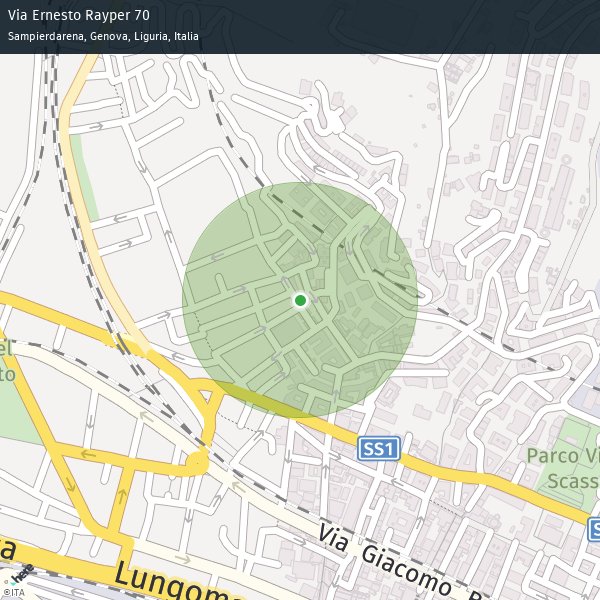 Via Ernesto Rayper 70
Sampierdarena, Genova, Liguria, Italia
el
to
SS1
Parco Vi
Scass
S
Via Giacomo
a
Lungom
here
©ITA